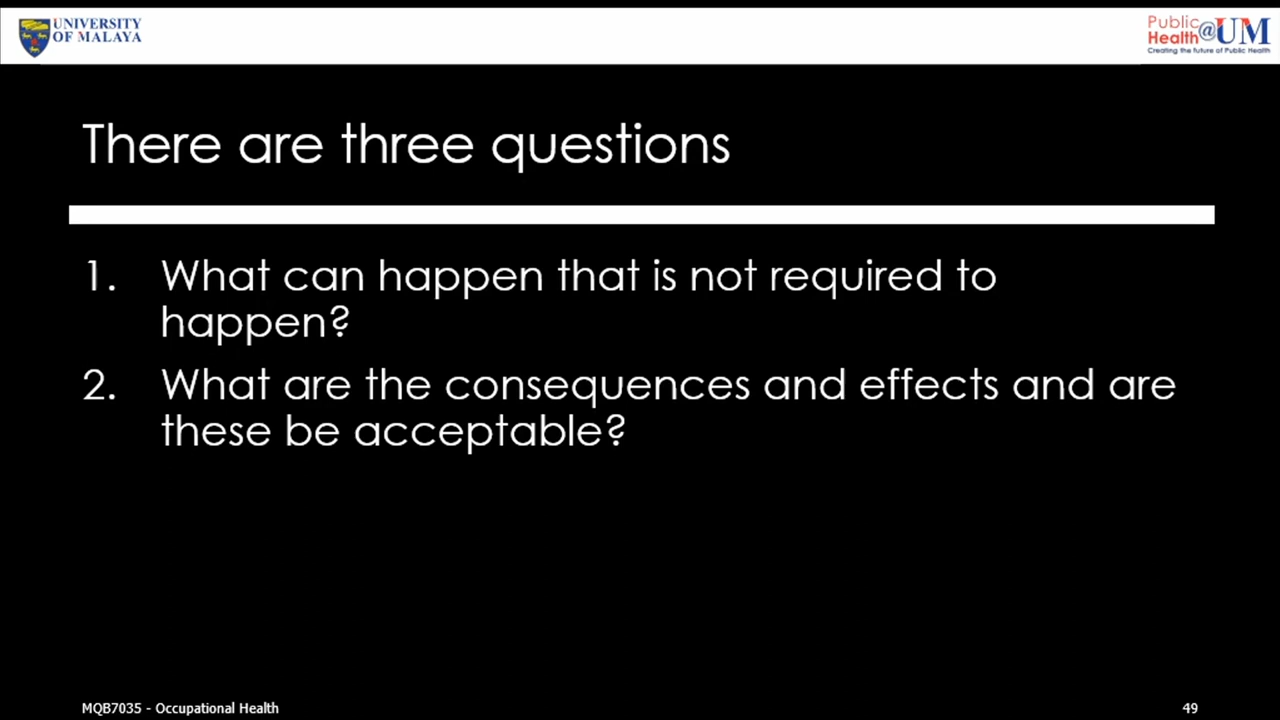 UNIVERSITY
OF MALAYA
Public
Health@UM
Creating the future of Public Health
There are three questions
1. What can happen that is not required to
happen?
2. What are the consequences and effects and are
these be acceptable?
MQB7035 - Occupational Health
49